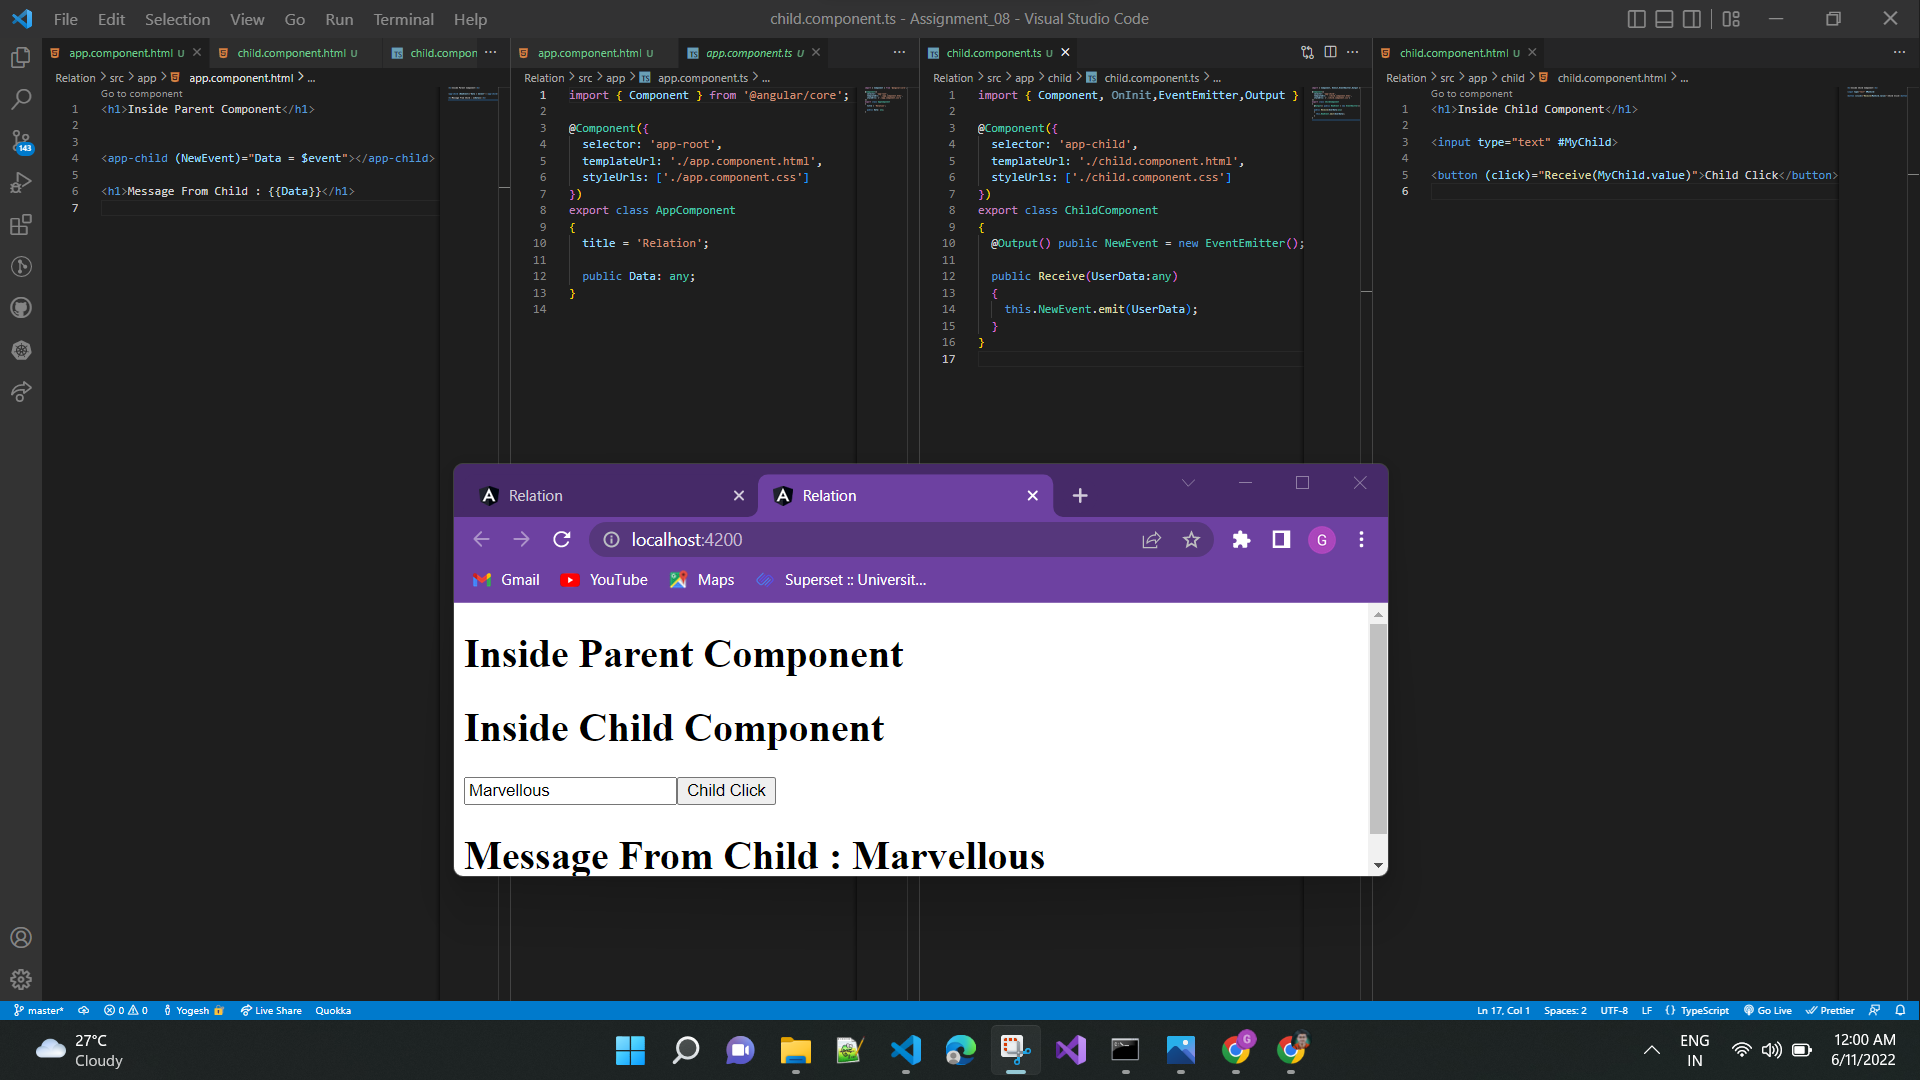 File Edit Selection View Go Run Terminal Help
child.component.ts - Assignment_08 - Visual Studio Code
app.component.html U
child.component.html U
child.compon
Relation > src > app > app.component.html > ...
Go to component
1 <h1>Inside Parent Component</h1>
2
3
4 <app-child (NewEvent)="Data = $event"></app-child>
5
6 <h1>Message From Child : {{Data}}</h1>
7
app.component.html U
app.component.ts U
Relation > src > app > app.component.ts > ...
1 import { Component } from '@angular/core';
2
3 @Component({
4 selector: 'app-root',
5 templateUrl: './app.component.html',
6 styleUrls: ['./app.component.css']
7 })
8 export class AppComponent
9 {
10 title = 'Relation';
11
12 public Data: any;
13 }
14
child.component.ts U
Relation > src > app > child > child.component.ts > ...
1 import { Component, OnInit,EventEmitter,Output }
2
3 @Component({
4 selector: 'app-child',
5 templateUrl: './child.component.html',
6 styleUrls: ['./child.component.css']
7 })
8 export class ChildComponent
9 {
10 @Output() public NewEvent = new EventEmitter();
11
12 public Receive(UserData:any)
13 {
14 this.NewEvent.emit(UserData);
15 }
16 }
17
child.component.html U
Relation > src > app > child > child.component.html > ...
Go to component
1 <h1>Inside Child Component</h1>
2
3 <input type="text" #MyChild>
4
5 <button (click)="Receive(MyChild.value)">Child Click</button>
6
143
Relation
Relation
localhost:4200
G
Gmail YouTube Maps Superset :: Universit...
Inside Parent Component
Inside Child Component
Marvellous Child Click
Message From Child : Marvellous
master* 0 0 Yogesh Live Share Quokka
Ln 17, Col 1 Spaces: 2 UTF-8 LF {} TypeScript Go Live Prettier
27°C
Cloudy
G
ENG
IN
12:00 AM
6/11/2022